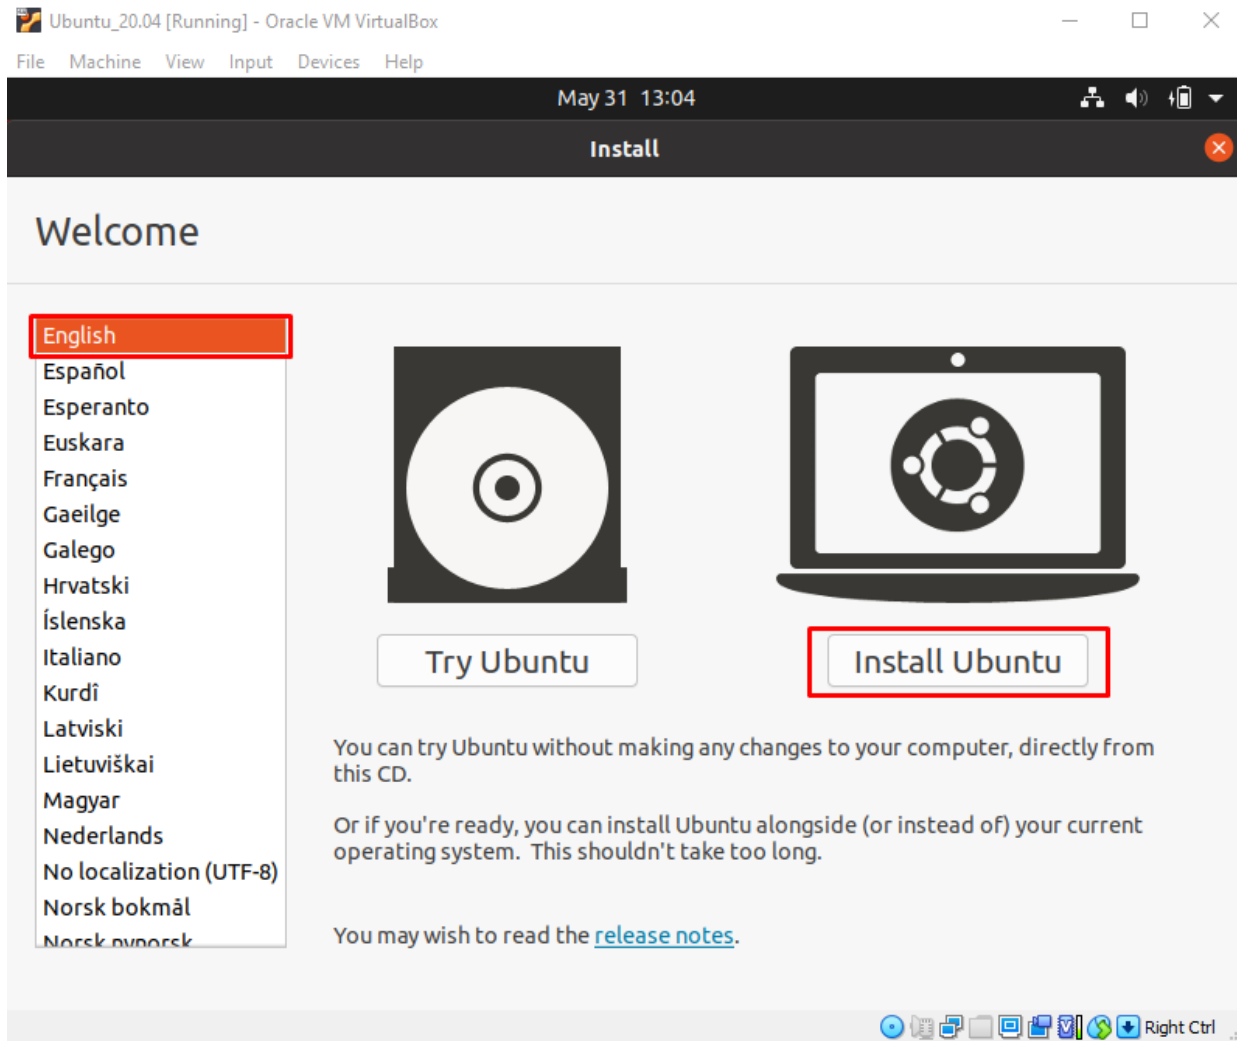 Ubuntu_20.04 [Running] - Oracle VM VirtualBox
File Machine View Input Devices Help
May 31 13:04
Install
Welcome
English
Español
Esperanto
Euskara
Français
Gaeilge
Galego
Hrvatski
Íslenska
Italiano
Kurdî
Latviski
Lietuviškai
Magyar
Nederlands
No localization (UTF-8)
Norsk bokmål
Norsk nynorsk
Try Ubuntu
Install Ubuntu
You can try Ubuntu without making any changes to your computer, directly from
this CD.
Or if you're ready, you can install Ubuntu alongside (or instead of) your current
operating system. This shouldn't take too long.
You may wish to read the release notes.
Right Ctrl